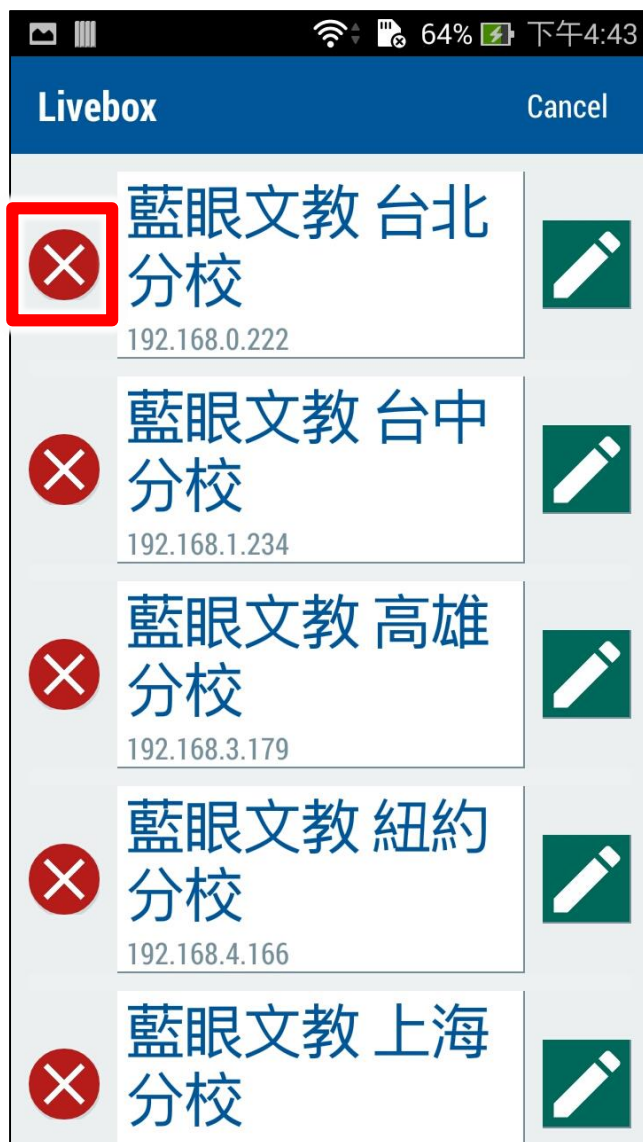 64% 下午4:43
Livebox Cancel
藍眼文教 台北
分校
192.168.0.222
藍眼文教 台中
分校
192.168.1.234
藍眼文教 高雄
分校
192.168.3.179
藍眼文教 紐約
分校
192.168.4.166
藍眼文教 上海
分校